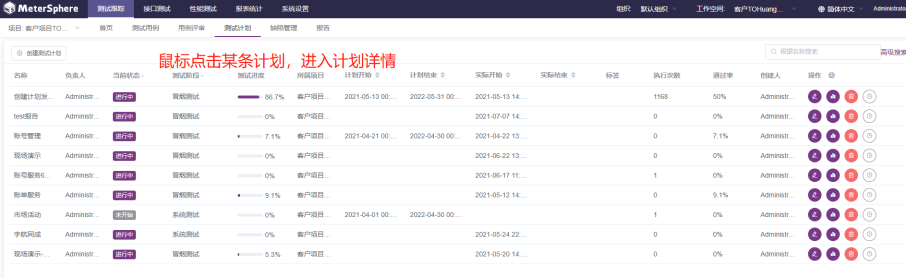 MeterSphere 测试跟踪 接口测试 性能测试 报表统计 系统设置 组织: 默认组织 工作空间: 客户TOHuang... 简体中文 Administrato
项目: 客户项目TO... 首页 测试用例 用例评审 测试计划 缺陷管理 报告
创建测试计划 鼠标点击某条计划，进入计划详情 根据名称搜索 高级搜索
名称 负责人 当前状态 测试阶段 测试进度 所属项目 计划开始 计划结束 实际开始 实际结束 标签 执行次数 通过率 创建人 操作
创建计划发... Administr... 进行中 冒烟测试 86.7% 客户项目... 2021-05-13 00:... 2022-05-31 00:... 2021-05-13 14:... 1168 50% Administr...
test报告 Administr... 进行中 冒烟测试 0% 客户项目... 2021-07-07 14:... 0 0% Administr...
账号管理 Administr... 进行中 冒烟测试 7.1% 客户项目... 2021-04-21 00:... 2022-04-30 00:... 2021-04-22 13:... 0 7.1% Administr...
现场演示 Administr... 进行中 冒烟测试 0% 客户项目... 2021-06-22 13:... 0 0% Administr...
账号服务6... Administr... 进行中 冒烟测试 0% 客户项目... 2021-06-17 11:... 1 0% Administr...
账单服务 Administr... 进行中 冒烟测试 9.1% 客户项目... 2021-05-12 14:... 0 9.1% Administr...
市场活动 Administr... 未开始 系统测试 0% 客户项目... 2021-04-01 00:... 2022-04-30 00:... 1 0% Administr...
宇航同成 Administr... 进行中 系统测试 0% 客户项目... 2021-05-24 22:... 0 0% Administr...
现场演示-... Administr... 进行中 冒烟测试 5.3% 客户项目... 2021-05-20 14:... 0 0% Administr...